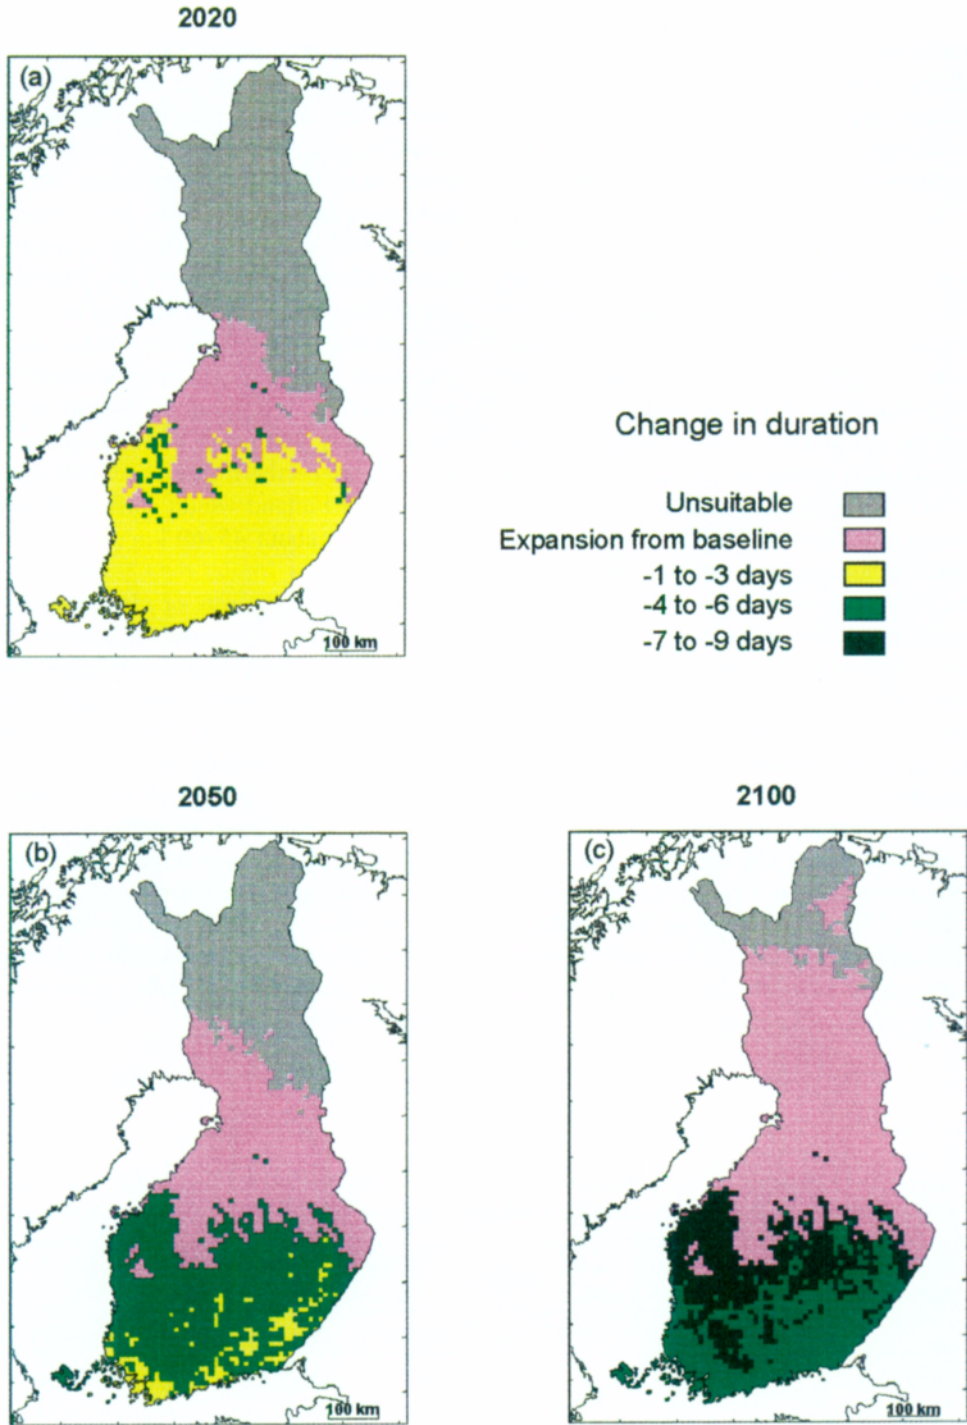 2020
(a)
100 km
Change in duration
Unsuitable
Expansion from baseline
-1 to -3 days
-4 to -6 days
-7 to -9 days
2050
(b)
100 km
2100
(c)
100 km